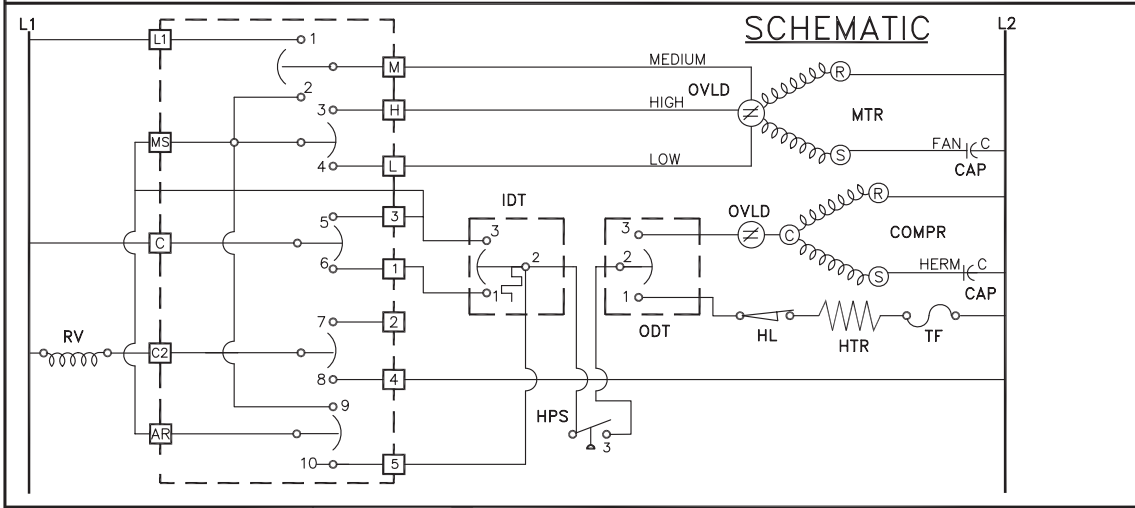 SCHEMATIC
L1
L2
L1
1
M
MEDIUM
2
3
H
HIGH
OVLD
R
MTR
MS
4
L
LOW
S
FAN
C
CAP
IDT
5
3
3
3
OVLD
R
C
2
2
C
COMPR
6
1
1
1
HERM
C
S
CAP
ODT
HL
HTR
TF
RV
7
2
C2
8
4
9
HPS
3
AR
10
5